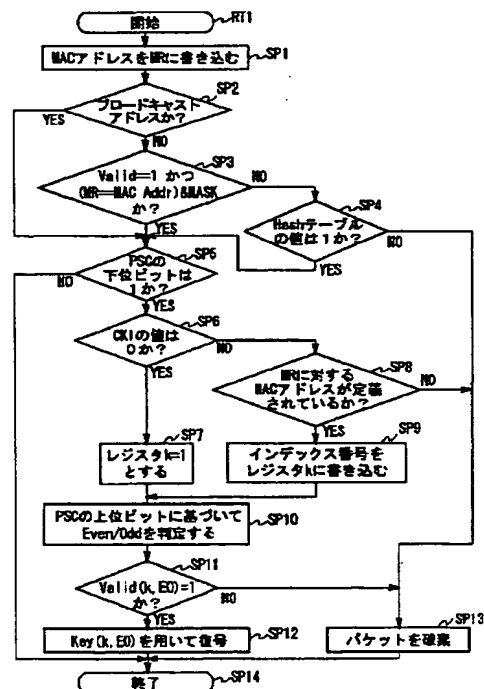 開始
RT1
MACアドレスをMRに書き込む
SP1
SP2
ブロードキャスト
アドレスか?
YES
NO
SP3
Valid==1 かつ
(MR==MAC Addr)&MASK
か?
NO
YES
SP4
Hashテーブル
の値は1か?
NO
YES
SP5
PSCの
下位ビットは
1か?
NO
YES
SP6
CKIの値は
0か?
NO
YES
SP8
MRに対する
MACアドレスが定義
されているか?
NO
YES
SP7
レジスタk=1
とする
SP9
インデックス番号を
レジスタkに書き込む
PSCの上位ビットに基づいて
Even/Oddを判定する
SP10
SP11
Valid(k,EO)=1
か?
NO
YES
Key(k,EO)を用いて復号
SP12
SP13
パケットを破棄
終了
SP14